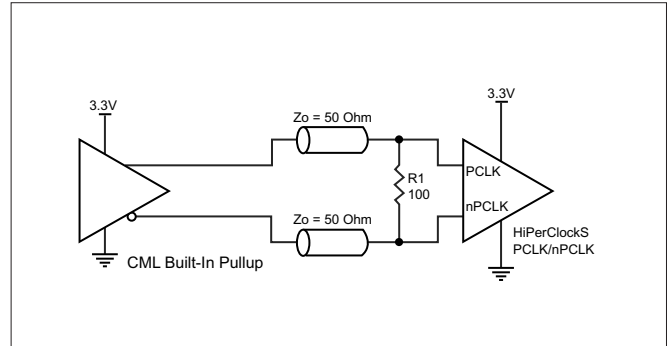 3.3V
3.3V
Zo = 50 Ohm
PCLK
R1
100
nPCLK
Zo = 50 Ohm
HiPerClockS
PCLK/nPCLK
CML Built-In Pullup